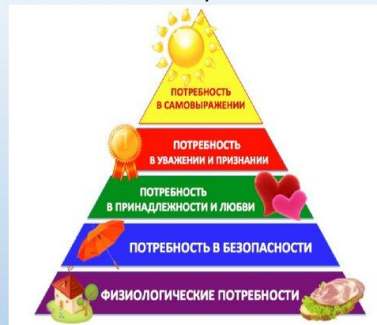 ПОТРЕБНОСТЬ
В САМОВЫРАЖЕНИИ
ПОТРЕБНОСТЬ
В УВАЖЕНИИ И ПРИЗНАНИИ
ПОТРЕБНОСТЬ
В ПРИНАДЛЕЖНОСТИ И ЛЮБВИ
ПОТРЕБНОСТЬ В БЕЗОПАСНОСТИ
ФИЗИОЛОГИЧЕСКИЕ ПОТРЕБНОСТИ